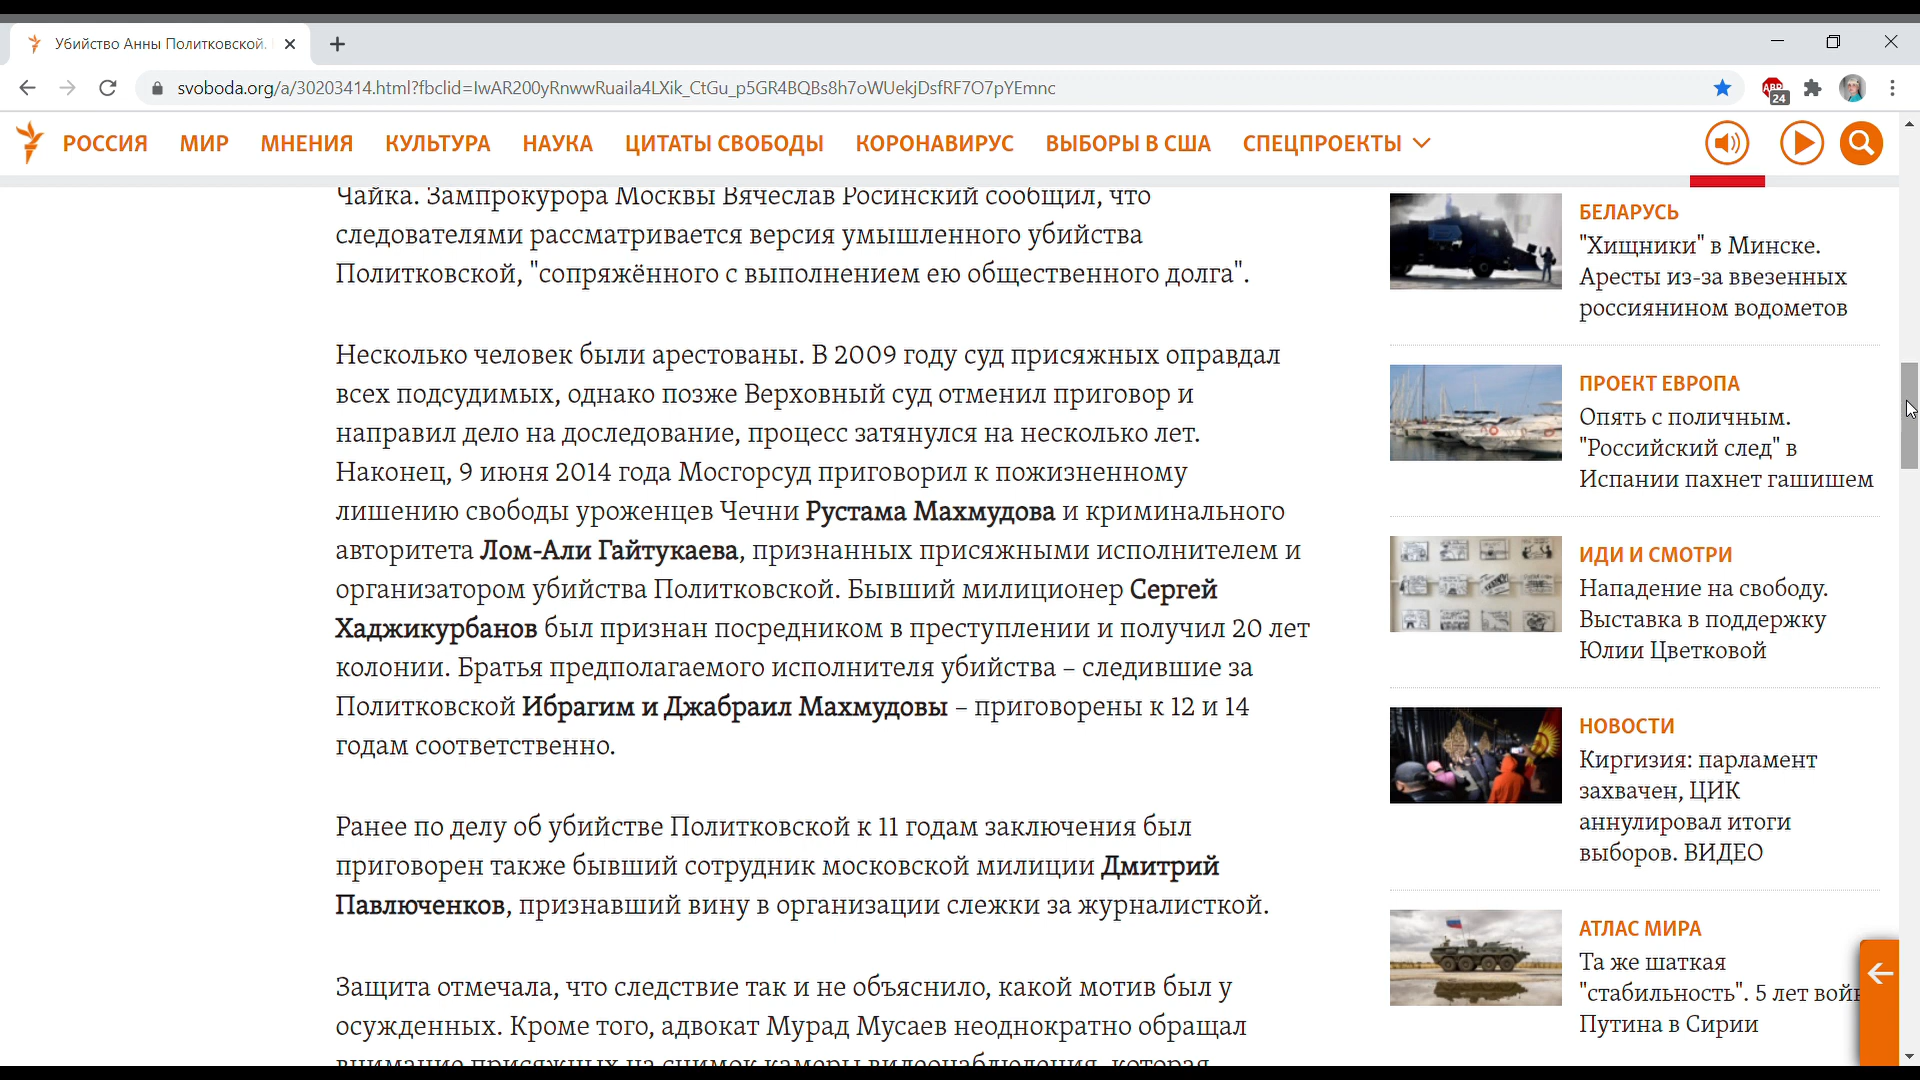 Убийство Анны Политковской.
svoboda.org/a/30203414.html?fbclid=IwAR200yRnwwRuaila4LXik_CtGu_p5GR4BQBs8h7oWUekjDsfRF7O7pYEmnc
ABP
24
РОССИЯ МИР МНЕНИЯ КУЛЬТУРА НАУКА ЦИТАТЫ СВОБОДЫ КОРОНАВИРУС ВЫБОРЫ В США СПЕЦПРОЕКТЫ
Чайка. Зампрокурора Москвы Вячеслав Росинский сообщил, что
следователями рассматривается версия умышленного убийства
Политковской, "сопряжённого с выполнением ею общественного долга".
Несколько человек были арестованы. В 2009 году суд присяжных оправдал
всех подсудимых, однако позже Верховный суд отменил приговор и
направил дело на доследование, процесс затянулся на несколько лет.
Наконец, 9 июня 2014 года Мосгорсуд приговорил к пожизненному
лишению свободы уроженцев Чечни Рустама Махмудова и криминального
авторитета Лом-Али Гайтукаева, признанных присяжными исполнителем и
организатором убийства Политковской. Бывший милиционер Сергей
Хаджикурбанов был признан посредником в преступлении и получил 20 лет
колонии. Братья предполагаемого исполнителя убийства – следившие за
Политковской Ибрагим и Джабраил Махмудовы – приговорены к 12 и 14
годам соответственно.
Ранее по делу об убийстве Политковской к 11 годам заключения был
приговорен также бывший сотрудник московской милиции Дмитрий
Павлюченков, признавший вину в организации слежки за журналисткой.
Защита отмечала, что следствие так и не объяснило, какой мотив был у
осужденных. Кроме того, адвокат Мурад Мусаев неоднократно обращал
внимание присяжных на снимок камеры видеонаблюдения, которая
БЕЛАРУСЬ
"Хищники" в Минске.
Аресты из-за ввезенных
россиянином водометов
ПРОЕКТ ЕВРОПА
Опять с поличным.
"Российский след" в
Испании пахнет гашишем
ИДИ И СМОТРИ
Нападение на свободу.
Выставка в поддержку
Юлии Цветковой
НОВОСТИ
Киргизия: парламент
захвачен, ЦИК
аннулировал итоги
выборов. ВИДЕО
АТЛАС МИРА
Та же шаткая
"стабильность". 5 лет вой
Путина в Сирии